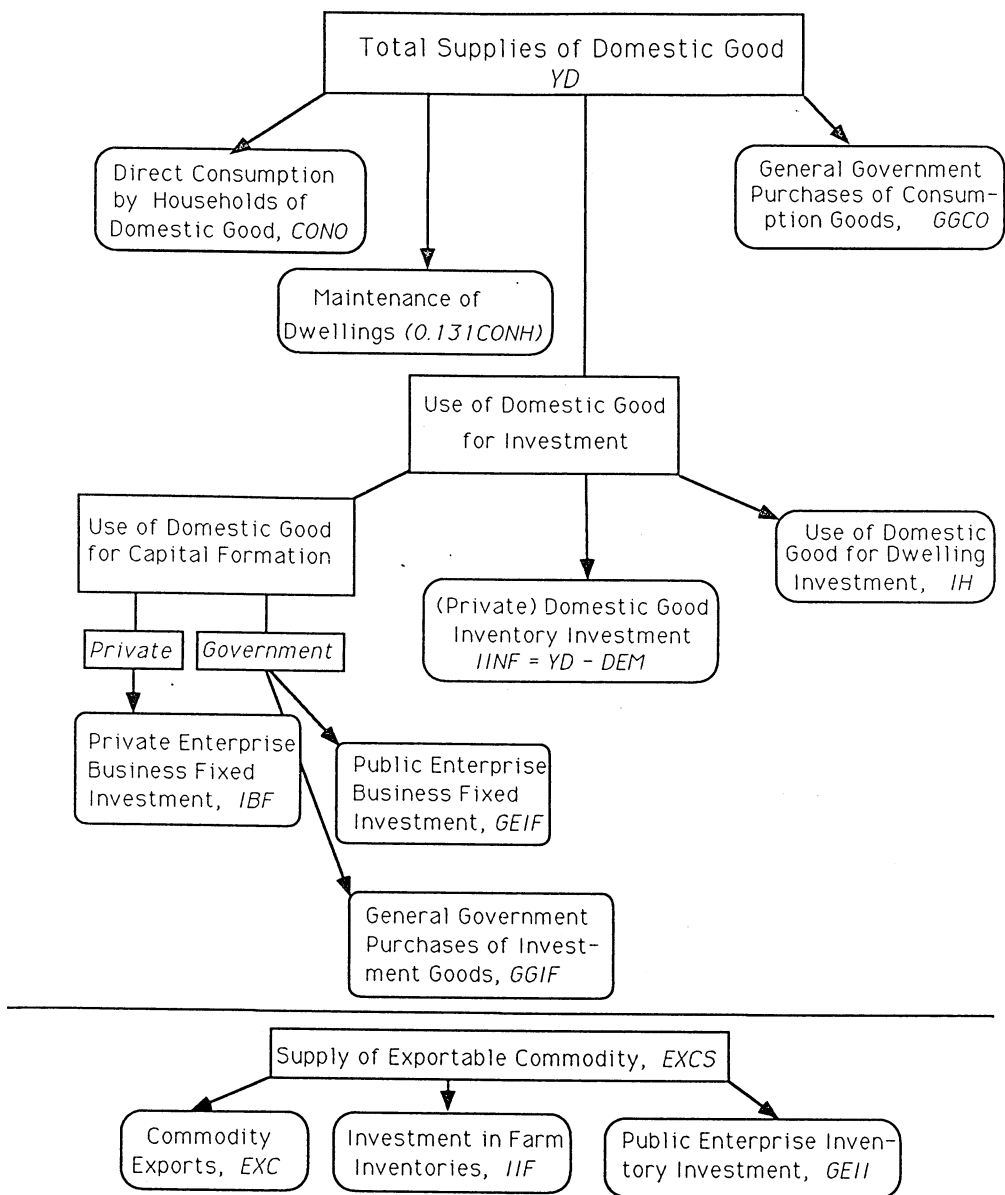 Total Supplies of Domestic Good
YD
Direct Consumption
by Households of
Domestic Good, CONO
General Government
Purchases of Consum-
ption Goods, GGCO
Maintenance of
Dwellings (0.131CONH)
Use of Domestic Good
for Investment
Use of Domestic Good
for Capital Formation
Use of Domestic
Good for Dwelling
Investment, IH
(Private) Domestic Good
Inventory Investment
IINF = YD - DEM
Private
Government
Private Enterprise
Business Fixed
Investment, IBF
Public Enterprise
Business Fixed
Investment, GEIF
General Government
Purchases of Invest-
ment Goods, GGIF
Supply of Exportable Commodity, EXCS
Commodity
Exports, EXC
Investment in Farm
Inventories, IIF
Public Enterprise Inven-
tory Investment, GEII